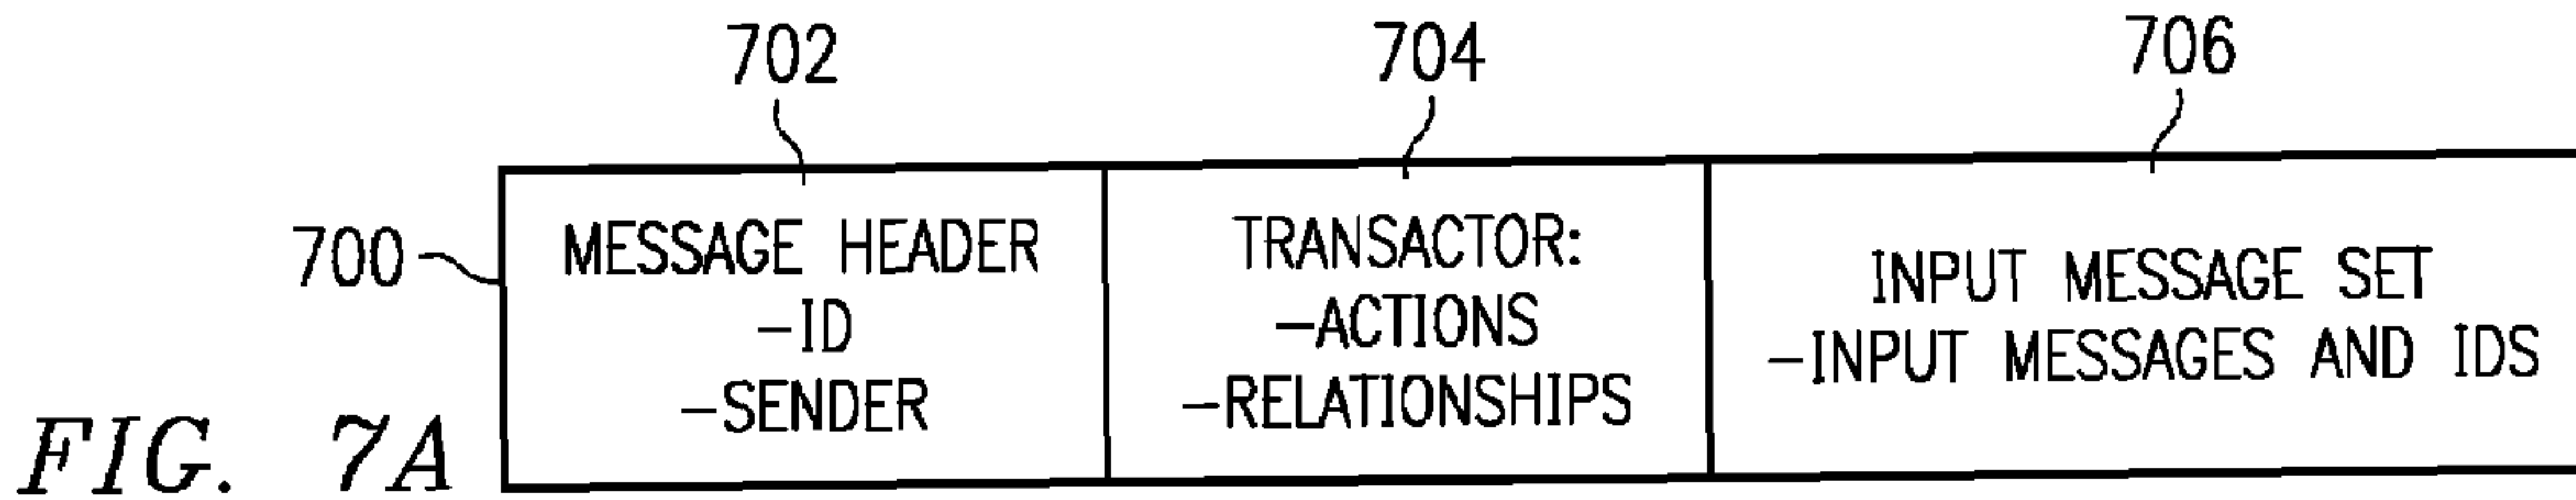 702
704
706
700
MESSAGE HEADER
–ID
–SENDER
TRANSACTOR:
–ACTIONS
–RELATIONSHIPS
INPUT MESSAGE SET
–INPUT MESSAGES AND IDS
FIG. 7A